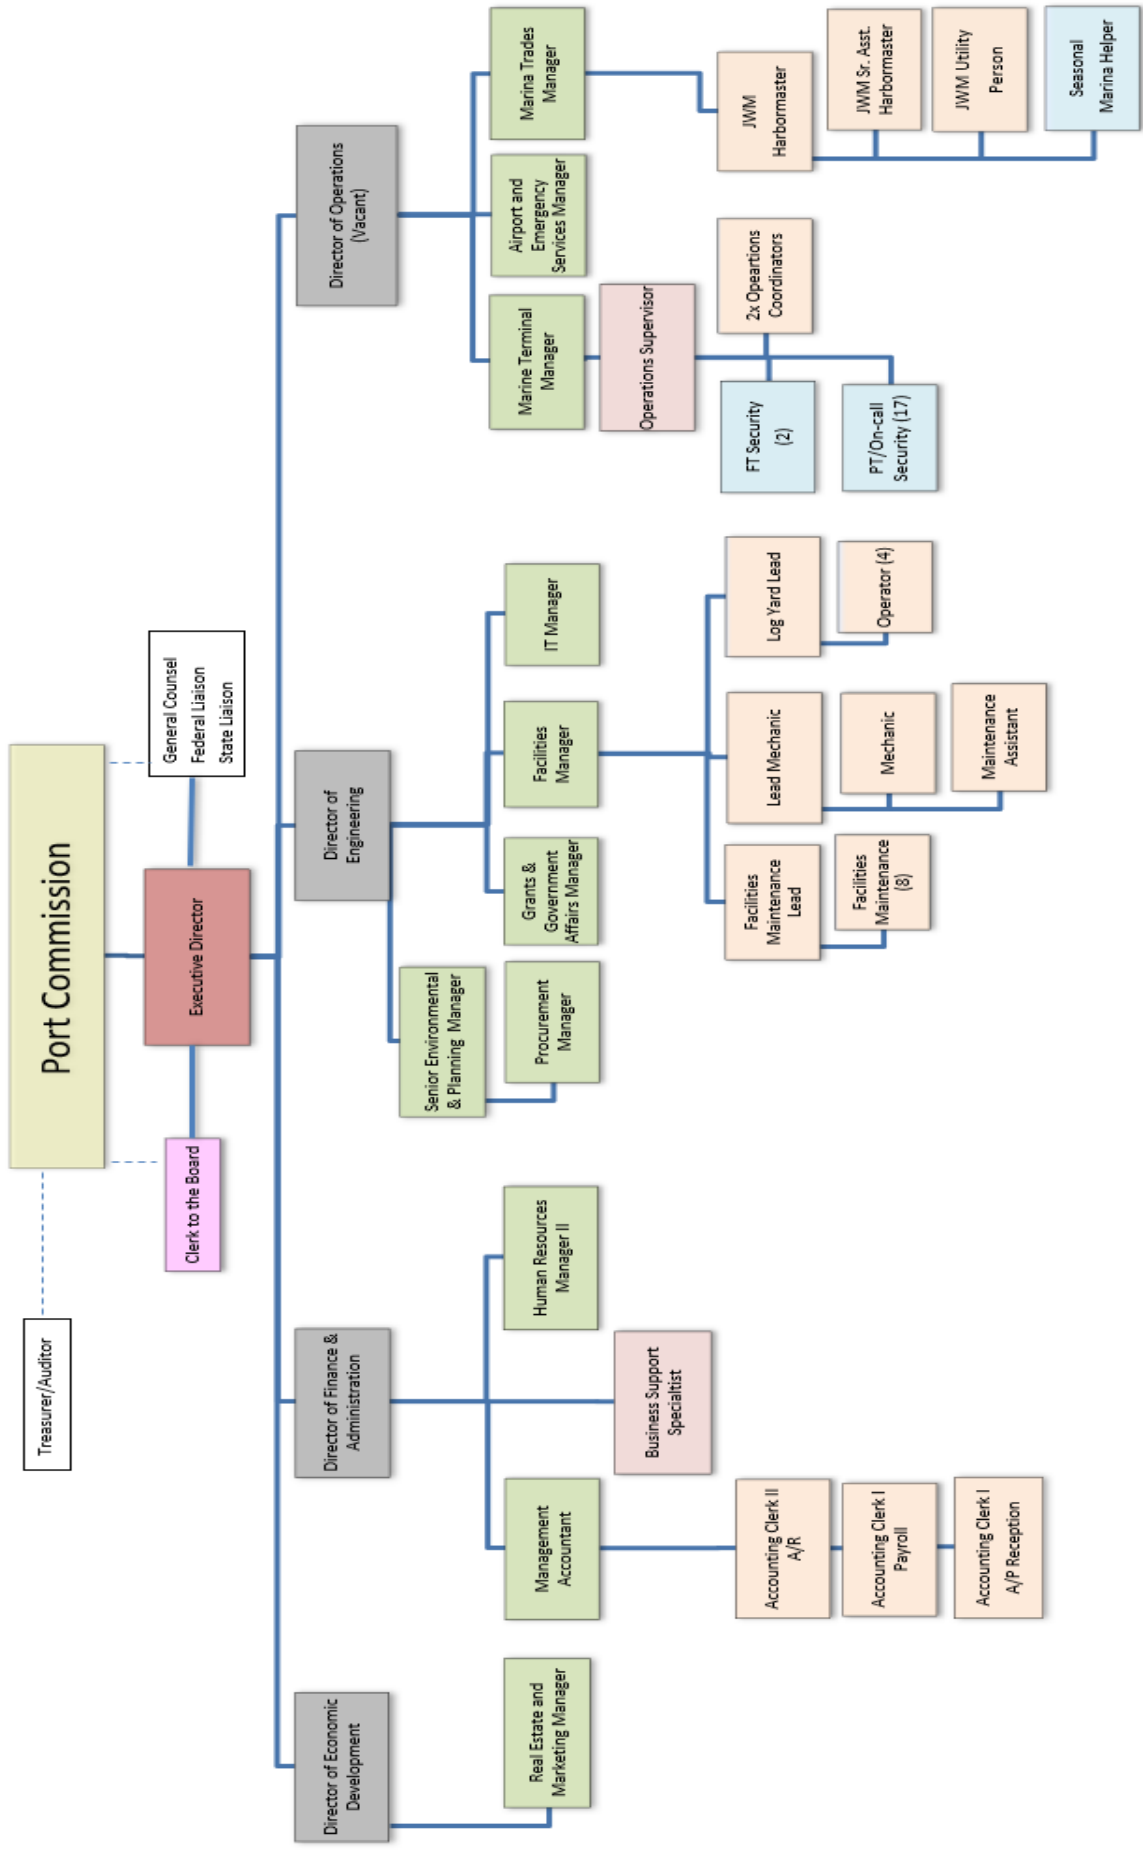 Port Commission
Treasurer/Auditor
Clerk to the Board
Executive Director
General Counsel
Federal Liaison
State Liaison
Director of Economic
Development
Real Estate and
Marketing Manager
Director of Finance &
Administration
Management
Accountant
Accounting Clerk II
A/R
Accounting Clerk I
Payroll
Accounting Clerk I
A/P Reception
Business Support
Specialtist
Human Resources
Manager II
Director of
Engineering
Senior Environmental
& Planning Manager
Procurement
Manager
Grants &
Government
Affairs Manager
Facilities
Manager
IT Manager
Facilities
Maintenance
Lead
Facilities
Maintenance
(8)
Lead Mechanic
Mechanic
Maintenance
Assistant
Log Yard Lead
Operator (4)
Director of Operations
(Vacant)
Marine Terminal
Manager
Operations Supervisor
FT Security
(2)
PT/On-call
Security (17)
2x Opeartions
Coordinators
Airport and
Emergency
Services Manager
Marina Trades
Manager
JWM
Harbormaster
JWM Sr. Asst.
Harbormaster
JWM Utility
Person
Seasonal
Marina Helper